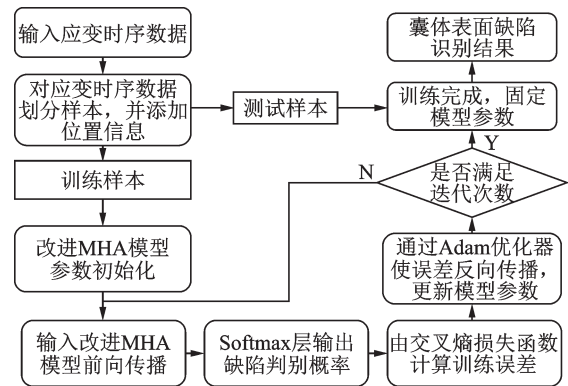 输入应变时序数据
对应变时序数据
划分样本，并添加
位置信息
测试样本
训练样本
改进MHA模型
参数初始化
输入改进MHA
模型前向传播
Softmax层输出
缺陷判别概率
由交叉熵损失函数
计算训练误差
通过Adam优化器
使误差反向传播，
更新模型参数
是否满足
迭代次数
N
Y
训练完成，固定
模型参数
囊体表面缺陷
识别结果